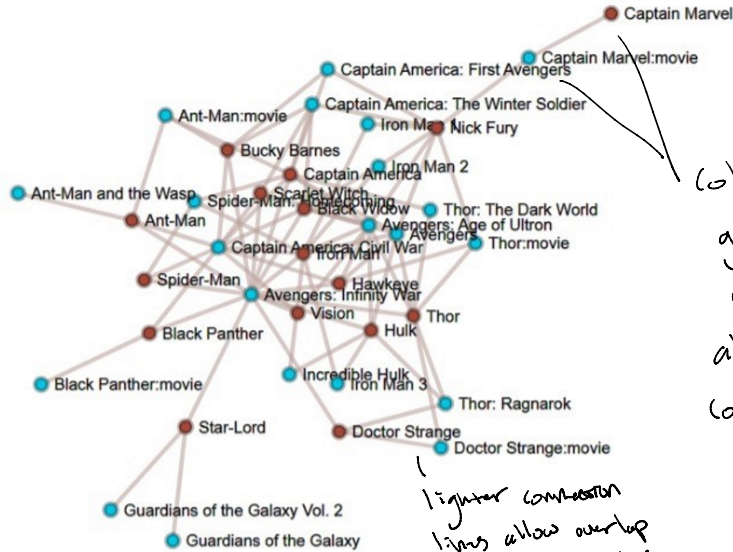 Captain Marvel
Captain Marvel:movie
Captain America: First Avengers
Captain America: The Winter Soldier
Ant-Man:movie
Iron Man
Nick Fury
Bucky Barnes
Iron Man 2
Captain America
Ant-Man and the Wasp
Scarlet Witch
Spider-Man: Homecoming
Black Widow
Thor: The Dark World
Ant-Man
Avengers: Age of Ultron
Avengers
Thor:movie
Captain America: Civil War
Iron Man
Spider-Man
Hawkeye
Avengers: Infinity War
Vision
Thor
Black Panther
Hulk
Incredible Hulk
Iron Man 3
Black Panther:movie
Thor: Ragnarok
Star-Lord
Doctor Strange
Doctor Strange:movie
lighter connection
lines allow overlap
Guardians of the Galaxy Vol. 2
Guardians of the Galaxy